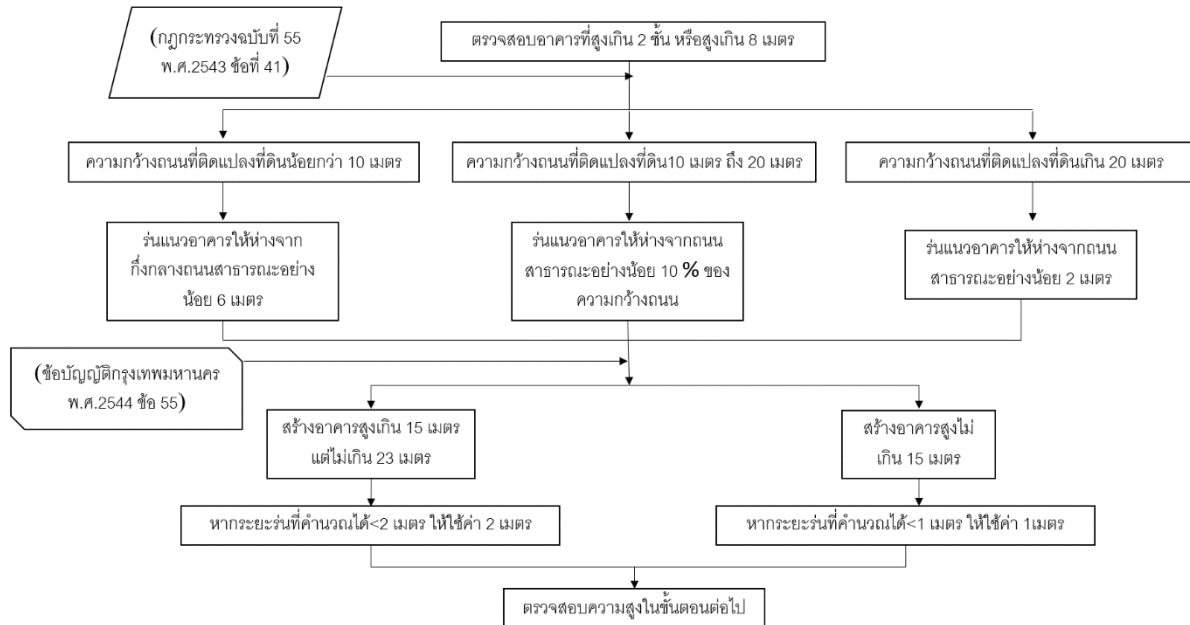 (กฎกระทรวงฉบับที่ 55
พ.ศ.2543 ข้อที่ 41)
ตรวจสอบอาคารที่สูงเกิน 2 ชั้น หรือสูงเกิน 8 เมตร
ความกว้างถนนที่ติดแปลงที่ดินน้อยกว่า 10 เมตร
ความกว้างถนนที่ติดแปลงที่ดิน10 เมตร ถึง 20 เมตร
ความกว้างถนนที่ติดแปลงที่ดินเกิน 20 เมตร
ร่นแนวอาคารให้ห่างจาก
กึ่งกลางถนนสาธารณะอย่าง
น้อย 6 เมตร
ร่นแนวอาคารให้ห่างจากถนน
สาธารณะอย่างน้อย 10 % ของ
ความกว้างถนน
ร่นแนวอาคารให้ห่างจากถนน
สาธารณะอย่างน้อย 2 เมตร
(ข้อบัญญัติกรุงเทพมหานคร
พ.ศ.2544 ข้อ 55)
สร้างอาคารสูงเกิน 15 เมตร
แต่ไม่เกิน 23 เมตร
สร้างอาคารสูงไม่
เกิน 15 เมตร
หากระยะร่นที่คำนวณได้<2 เมตร ให้ใช้ค่า 2 เมตร
หากระยะร่นที่คำนวณได้<1 เมตร ให้ใช้ค่า 1เมตร
ตรวจสอบความสูงในขั้นตอนต่อไป